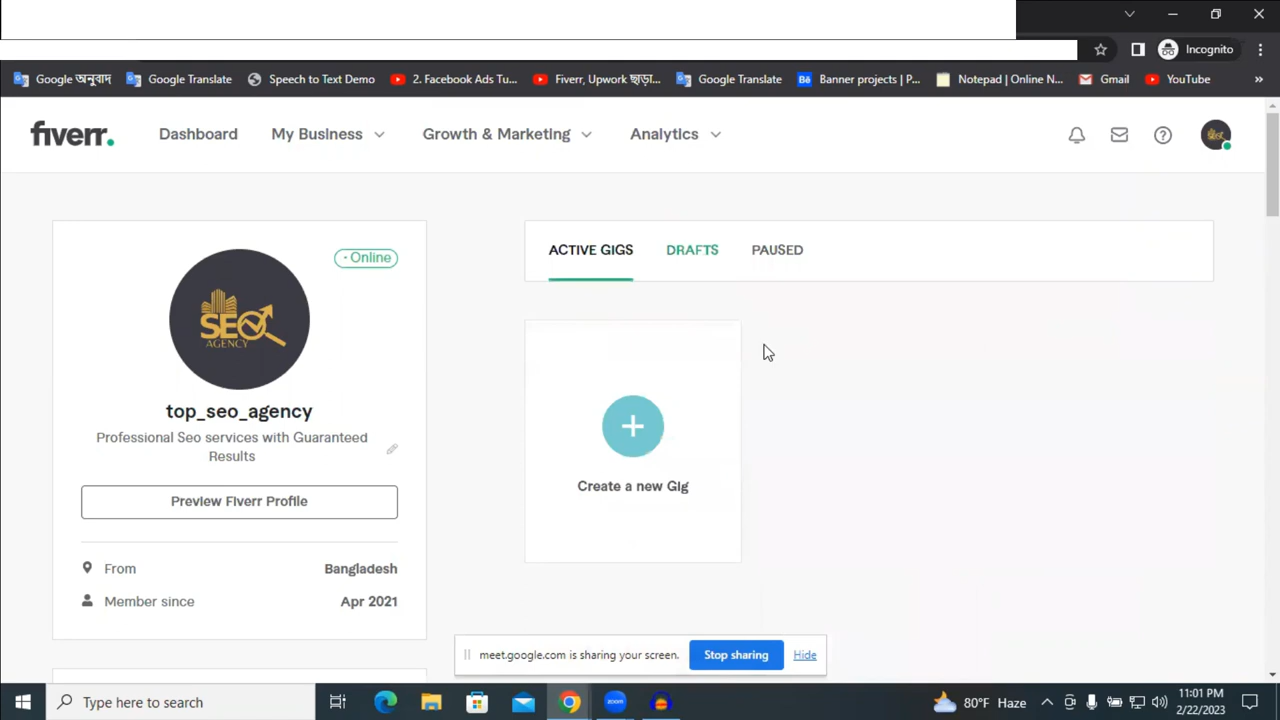 Incognito
Google অনুবাদ
Google Translate
Speech to Text Demo
2. Facebook Ads Tu...
Fiverr, Upwork ছাড়া...
Google Translate
Bē Banner projects | P...
Notepad | Online N...
Gmail
YouTube
»
fiverr.
Dashboard
My Business
Growth & Marketing
Analytics
Online
SEO
AGENCY
top_seo_agency
Professional Seo services with Guaranteed
Results
Preview Fiverr Profile
From Bangladesh
Member since Apr 2021
ACTIVE GIGS DRAFTS PAUSED
Create a new Gig
meet.google.com is sharing your screen. Stop sharing Hide
Type here to search
zoom
80°F Haze
11:01 PM
2/22/2023